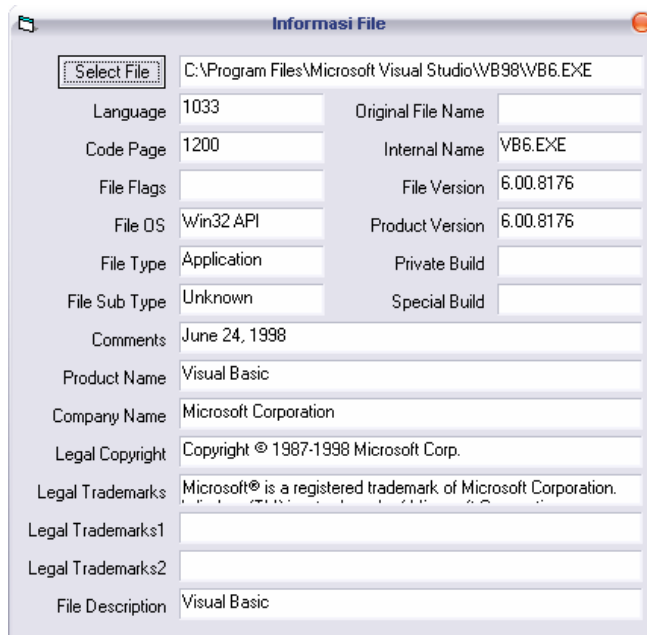 Informasi File
Select File C:\Program Files\Microsoft Visual Studio\VB98\VB6.EXE
Language 1033 Original File Name
Code Page 1200 Internal Name VB6.EXE
File Flags File Version 6.00.8176
File OS Win32 API Product Version 6.00.8176
File Type Application Private Build
File Sub Type Unknown Special Build
Comments June 24, 1998
Product Name Visual Basic
Company Name Microsoft Corporation
Legal Copyright Copyright © 1987-1998 Microsoft Corp.
Legal Trademarks Microsoft® is a registered trademark of Microsoft Corporation.
Legal Trademarks1
Legal Trademarks2
File Description Visual Basic